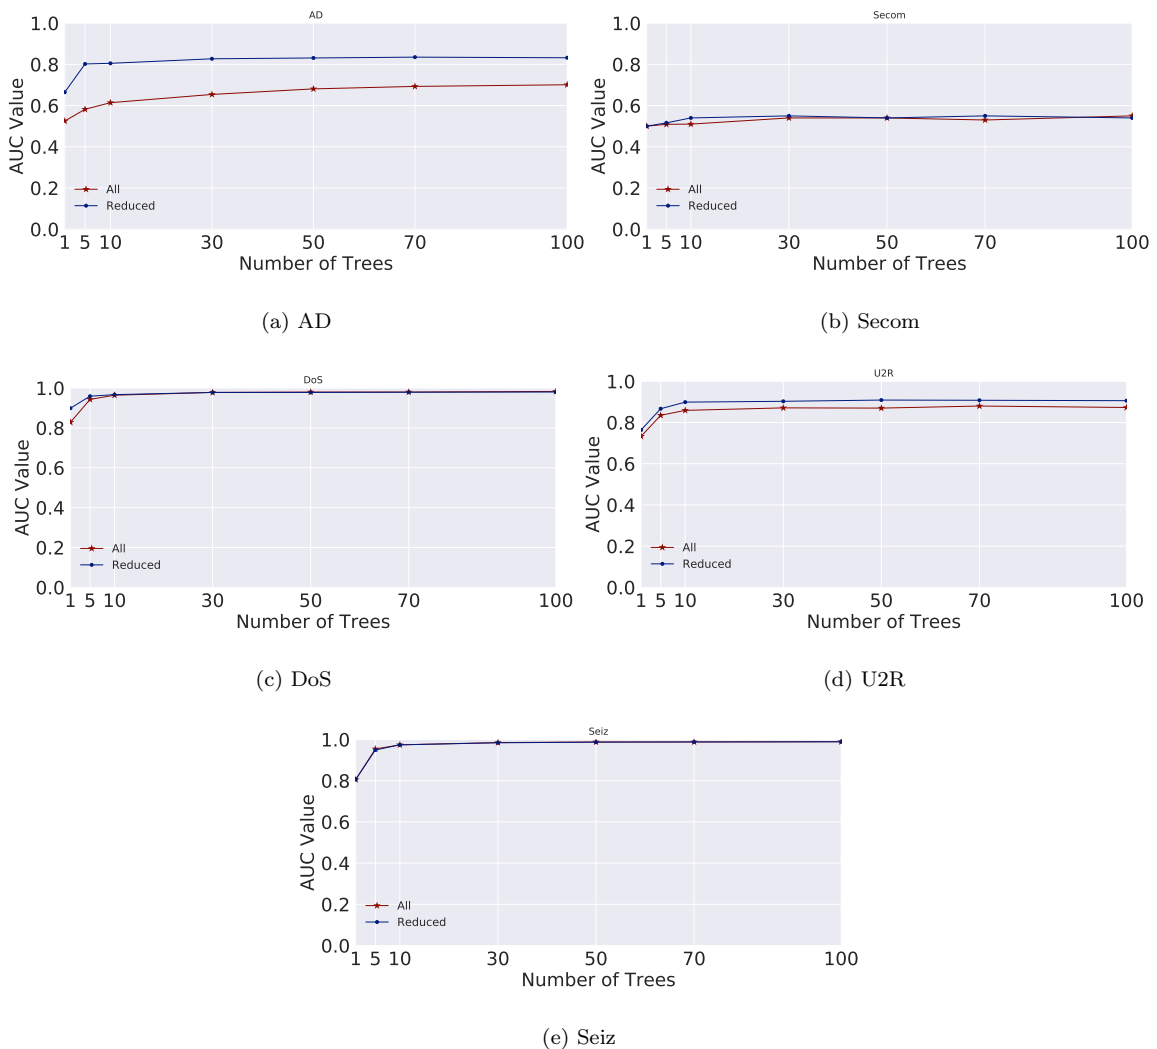 AD
1.0
0.8
0.6
0.4
0.2
0.0
AUC Value
All
Reduced
1 5 10 30 50 70 100
Number of Trees
(a) AD
Secom
1.0
0.8
0.6
0.4
0.2
0.0
AUC Value
All
Reduced
1 5 10 30 50 70 100
Number of Trees
(b) Secom
DoS
1.0
0.8
0.6
0.4
0.2
0.0
AUC Value
All
Reduced
1 5 10 30 50 70 100
Number of Trees
(c) DoS
U2R
1.0
0.8
0.6
0.4
0.2
0.0
AUC Value
All
Reduced
1 5 10 30 50 70 100
Number of Trees
(d) U2R
Seiz
1.0
0.8
0.6
0.4
0.2
0.0
AUC Value
All
Reduced
1 5 10 30 50 70 100
Number of Trees
(e) Seiz